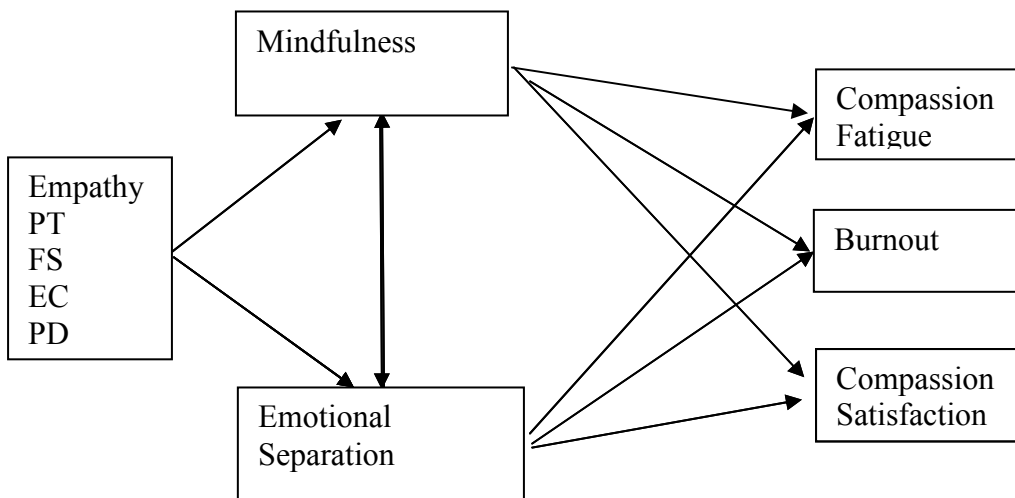 Mindfulness
Empathy
PT
FS
EC
PD
Emotional
Separation
Compassion
Fatigue
Burnout
Compassion
Satisfaction